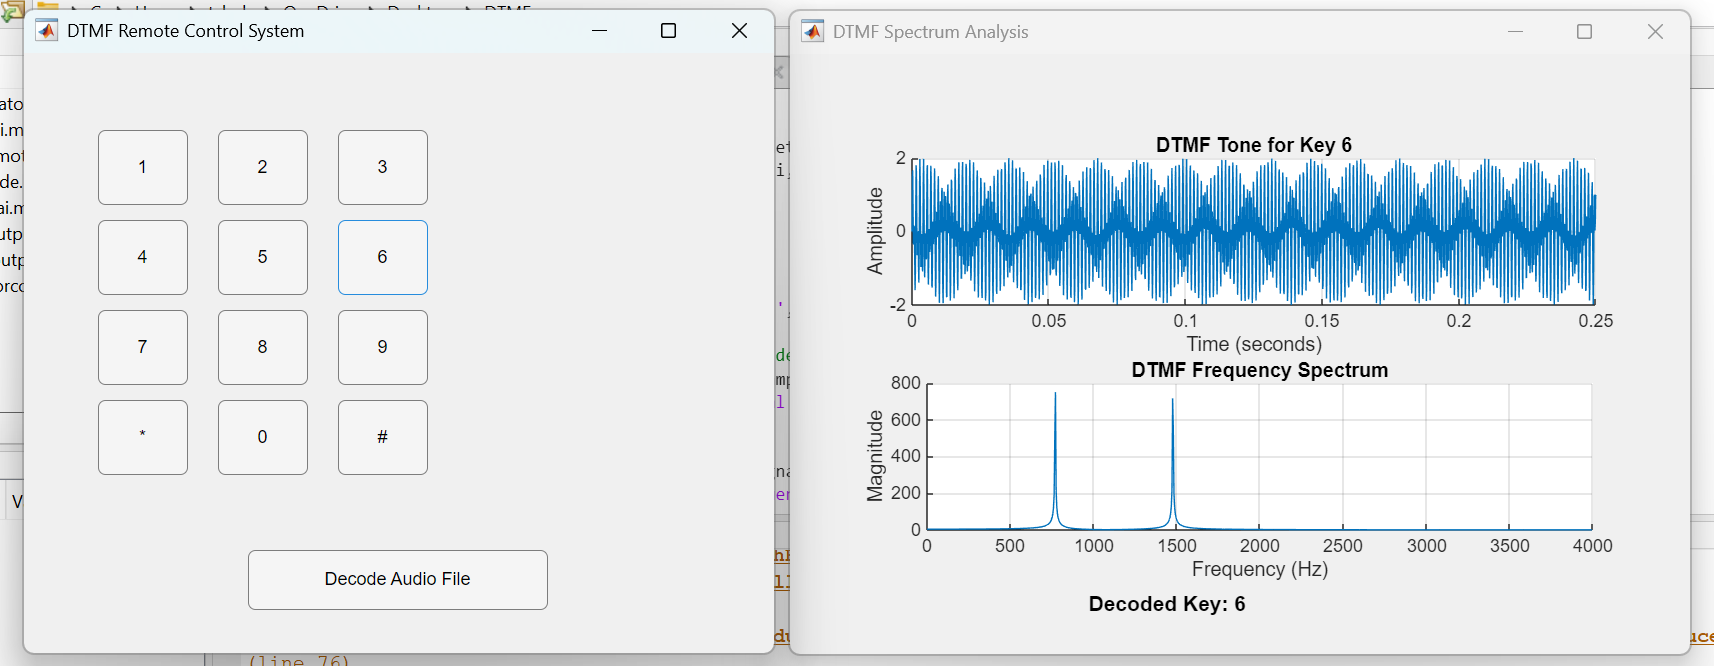 DTMF Remote Control System
1 2 3
4 5 6
7 8 9
* 0 #
Decode Audio File
(line 76)
DTMF Spectrum Analysis
DTMF Tone for Key 6
Amplitude
2
0
-2
0 0.05 0.1 0.15 0.2 0.25
Time (seconds)
DTMF Frequency Spectrum
Magnitude
800
600
400
200
0
0 500 1000 1500 2000 2500 3000 3500 4000
Frequency (Hz)
Decoded Key: 6